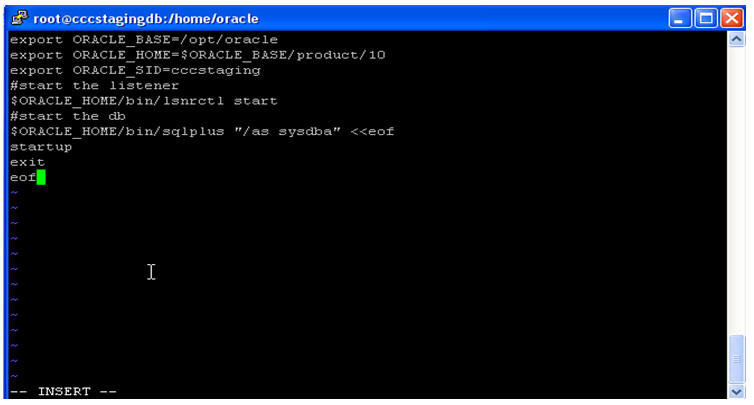 root@cccstagingdb:/home/oracle
export ORACLE_BASE=/opt/oracle
export ORACLE_HOME=$ORACLE_BASE/product/10
export ORACLE_SID=cccstaging
#start the listener
$ORACLE_HOME/bin/lsnrctl start
#start the db
$ORACLE_HOME/bin/sqlplus "/as sysdba" <<eof
startup
exit
eof
~
~
~
~
~
~
~
~
~
~
~
~
~
-- INSERT --